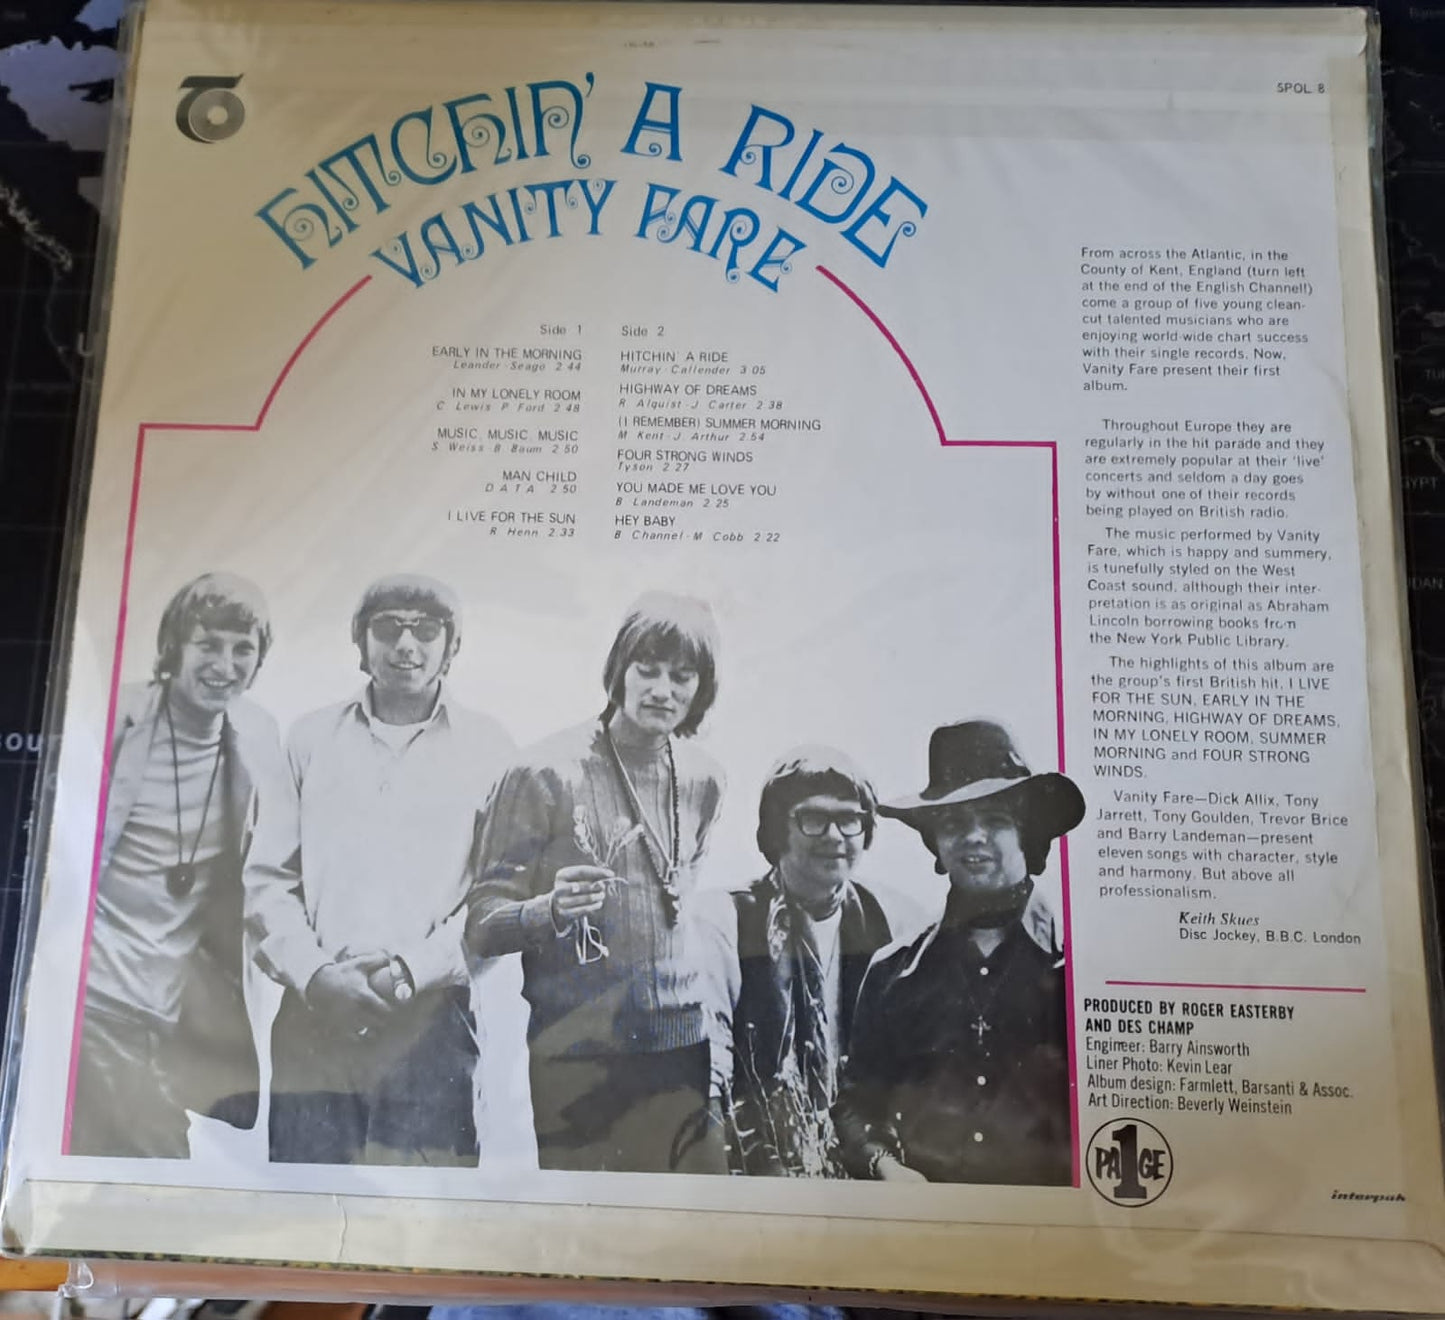 SPOL 8
HITCHIN' A RIDE
VANITY FARE
Side 1
EARLY IN THE MORNING
Leander · Seago 2 44
IN MY LONELY ROOM
C Lewis P Ford 2 48
MUSIC, MUSIC, MUSIC
S Weiss B Baum 2 50
MAN CHILD
D A T A 2 50
I LIVE FOR THE SUN
R Henn 2.33
Side 2
HITCHIN A RIDE
Murray · Callender 3 05
HIGHWAY OF DREAMS
R Alquist · J Carter 2 38
(I REMEMBER) SUMMER MORNING
M Kent · J. Arthur 2.54
FOUR STRONG WINDS
Tyson 2 27
YOU MADE ME LOVE YOU
B Landeman 2 25
HEY BABY
B Channel · M Cobb 2 22
From across the Atlantic, in the
County of Kent, England (turn left
at the end of the English Channel!)
come a group of five young clean-
cut talented musicians who are
enjoying world-wide chart success
with their single records. Now,
Vanity Fare present their first
album.
Throughout Europe they are
regularly in the hit parade and they
are extremely popular at their 'live'
concerts and seldom a day goes
by without one of their records
being played on British radio.
The music performed by Vanity
Fare, which is happy and summery,
is tunefully styled on the West
Coast sound, although their inter-
pretation is as original as Abraham
Lincoln borrowing books from
the New York Public Library.
The highlights of this album are
the group's first British hit, I LIVE
FOR THE SUN, EARLY IN THE
MORNING, HIGHWAY OF DREAMS,
IN MY LONELY ROOM, SUMMER
MORNING and FOUR STRONG
WINDS.
Vanity Fare—Dick Allix, Tony
Jarrett, Tony Goulden, Trevor Brice
and Barry Landeman—present
eleven songs with character, style
and harmony. But above all
professionalism.
Keith Skues
Disc Jockey, B.B.C. London
PRODUCED BY ROGER EASTERBY
AND DES CHAMP
Engineer: Barry Ainsworth
Liner Photo: Kevin Lear
Album design: Farmlett, Barsanti & Assoc.
Art Direction: Beverly Weinstein
PAGE 1
interpak